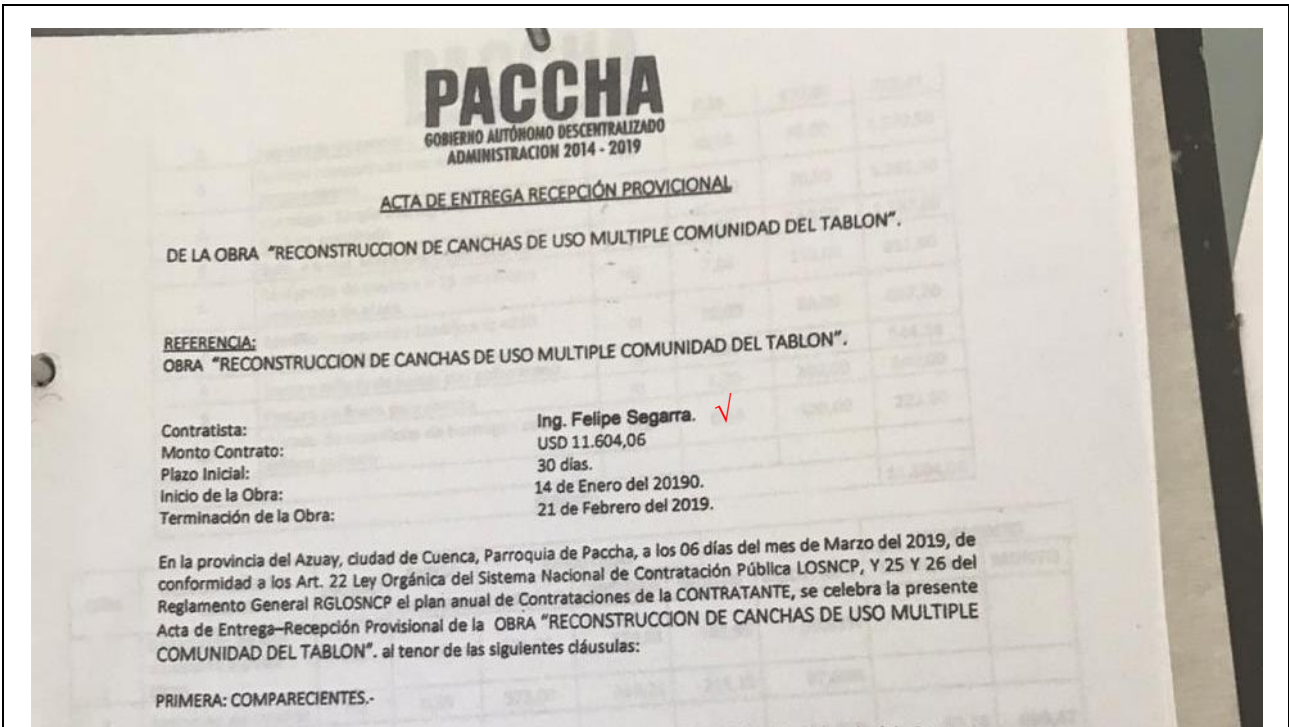 PACCHA
GOBIERNO AUTÓNOMO DESCENTRALIZADO
ADMINISTRACION 2014 - 2019
ACTA DE ENTREGA RECEPCIÓN PROVICIONAL
DE LA OBRA "RECONSTRUCCION DE CANCHAS DE USO MULTIPLE COMUNIDAD DEL TABLON".
REFERENCIA:
OBRA "RECONSTRUCCION DE CANCHAS DE USO MULTIPLE COMUNIDAD DEL TABLON".
Contratista: Ing. Felipe Segarra. √
Monto Contrato: USD 11.604,06
Plazo Inicial: 30 días.
Inicio de la Obra: 14 de Enero del 20190.
Terminación de la Obra: 21 de Febrero del 2019.
En la provincia del Azuay, ciudad de Cuenca, Parroquia de Paccha, a los 06 días del mes de Marzo del 2019, de
conformidad a los Art. 22 Ley Orgánica del Sistema Nacional de Contratación Pública LOSNCP, Y 25 Y 26 del
Reglamento General RGLOSNCP el plan anual de Contrataciones de la CONTRATANTE, se celebra la presente
Acta de Entrega–Recepción Provisional de la OBRA "RECONSTRUCCION DE CANCHAS DE USO MULTIPLE
COMUNIDAD DEL TABLON". al tenor de las siguientes cláusulas:
PRIMERA: COMPARECIENTES.-